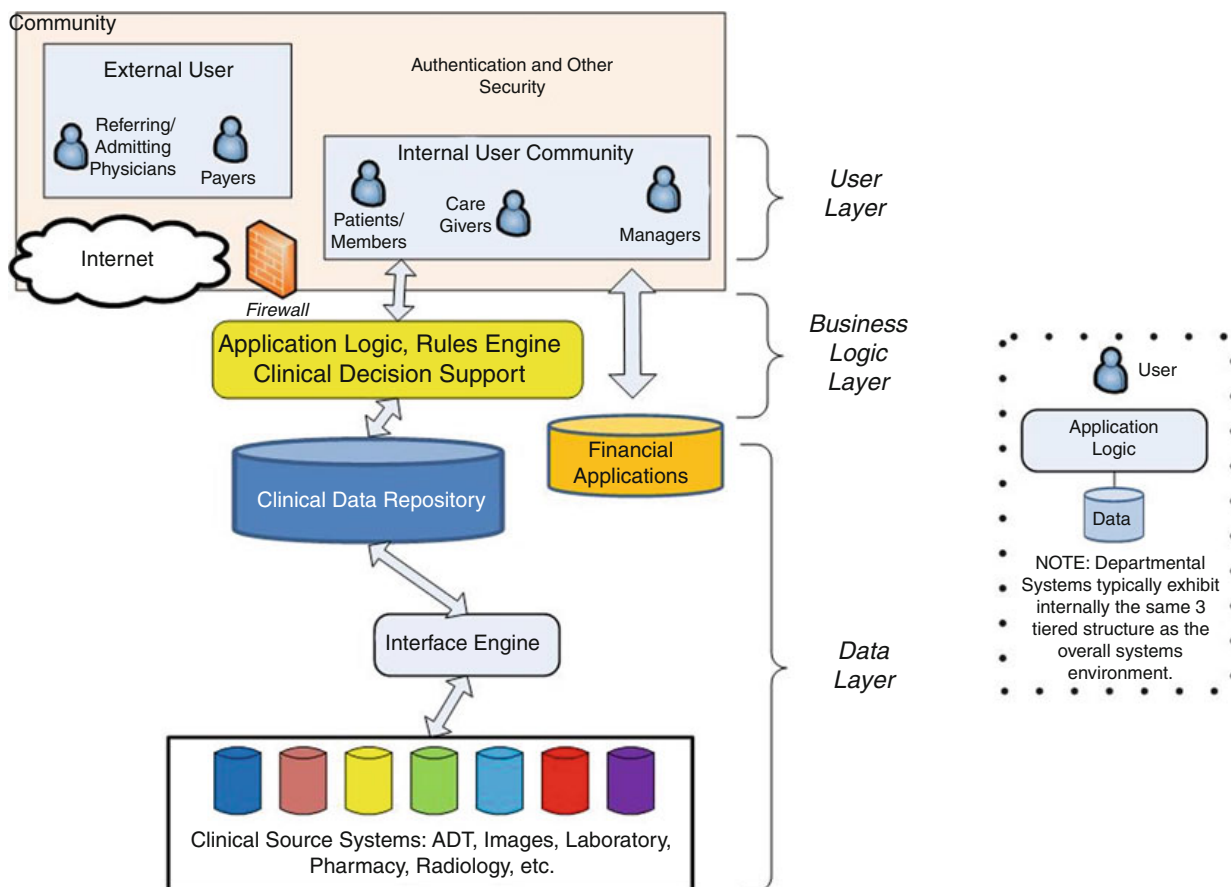 Community
External User
Referring/
Admitting
Physicians
Payers
Authentication and Other
Security
Internal User Community
Patients/
Members
Care
Givers
Managers
User
Layer
Internet
Firewall
Application Logic, Rules Engine
Clinical Decision Support
Business
Logic
Layer
Clinical Data Repository
Financial
Applications
Interface Engine
Data
Layer
Clinical Source Systems: ADT, Images, Laboratory,
Pharmacy, Radiology, etc.
User
Application
Logic
Data
NOTE: Departmental
Systems typically exhibit
internally the same 3
tiered structure as the
overall systems
environment.